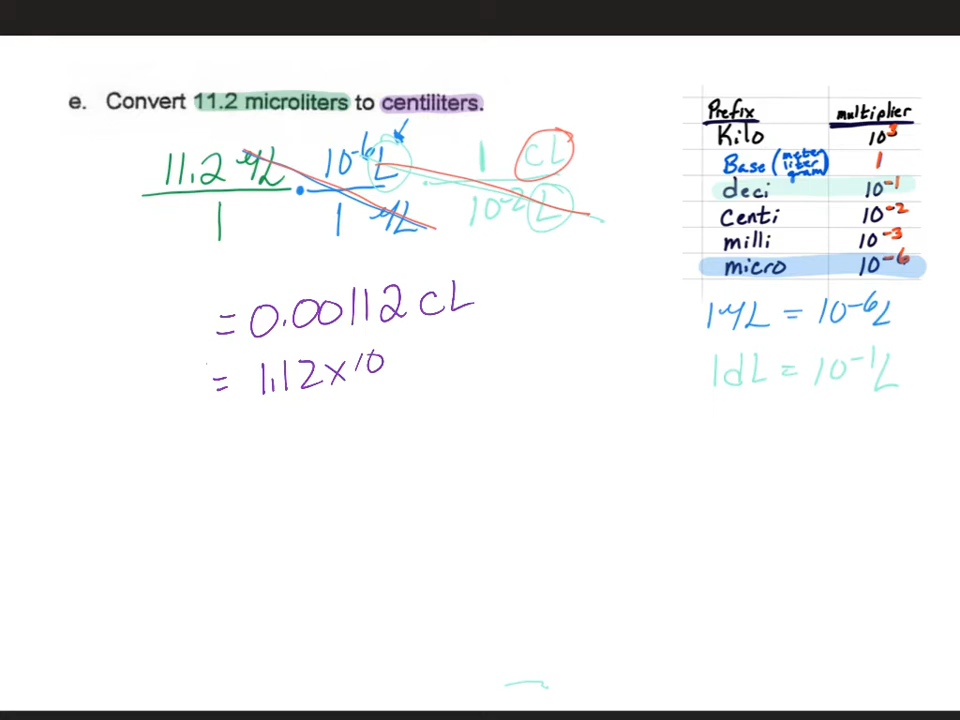 e. Convert 11.2 microliters to centiliters.
11.2 μL / 1 · 10⁻⁶ L / 1 μL · 1 cL / 10⁻² L
= 0.00112 cL
= 1.12 x 10
Prefix multiplier
Kilo 10³
Base (meter liter gram) 1
deci 10⁻¹
centi 10⁻²
milli 10⁻³
micro 10⁻⁶
1 μL = 10⁻⁶ L
1 dL = 10⁻¹ L